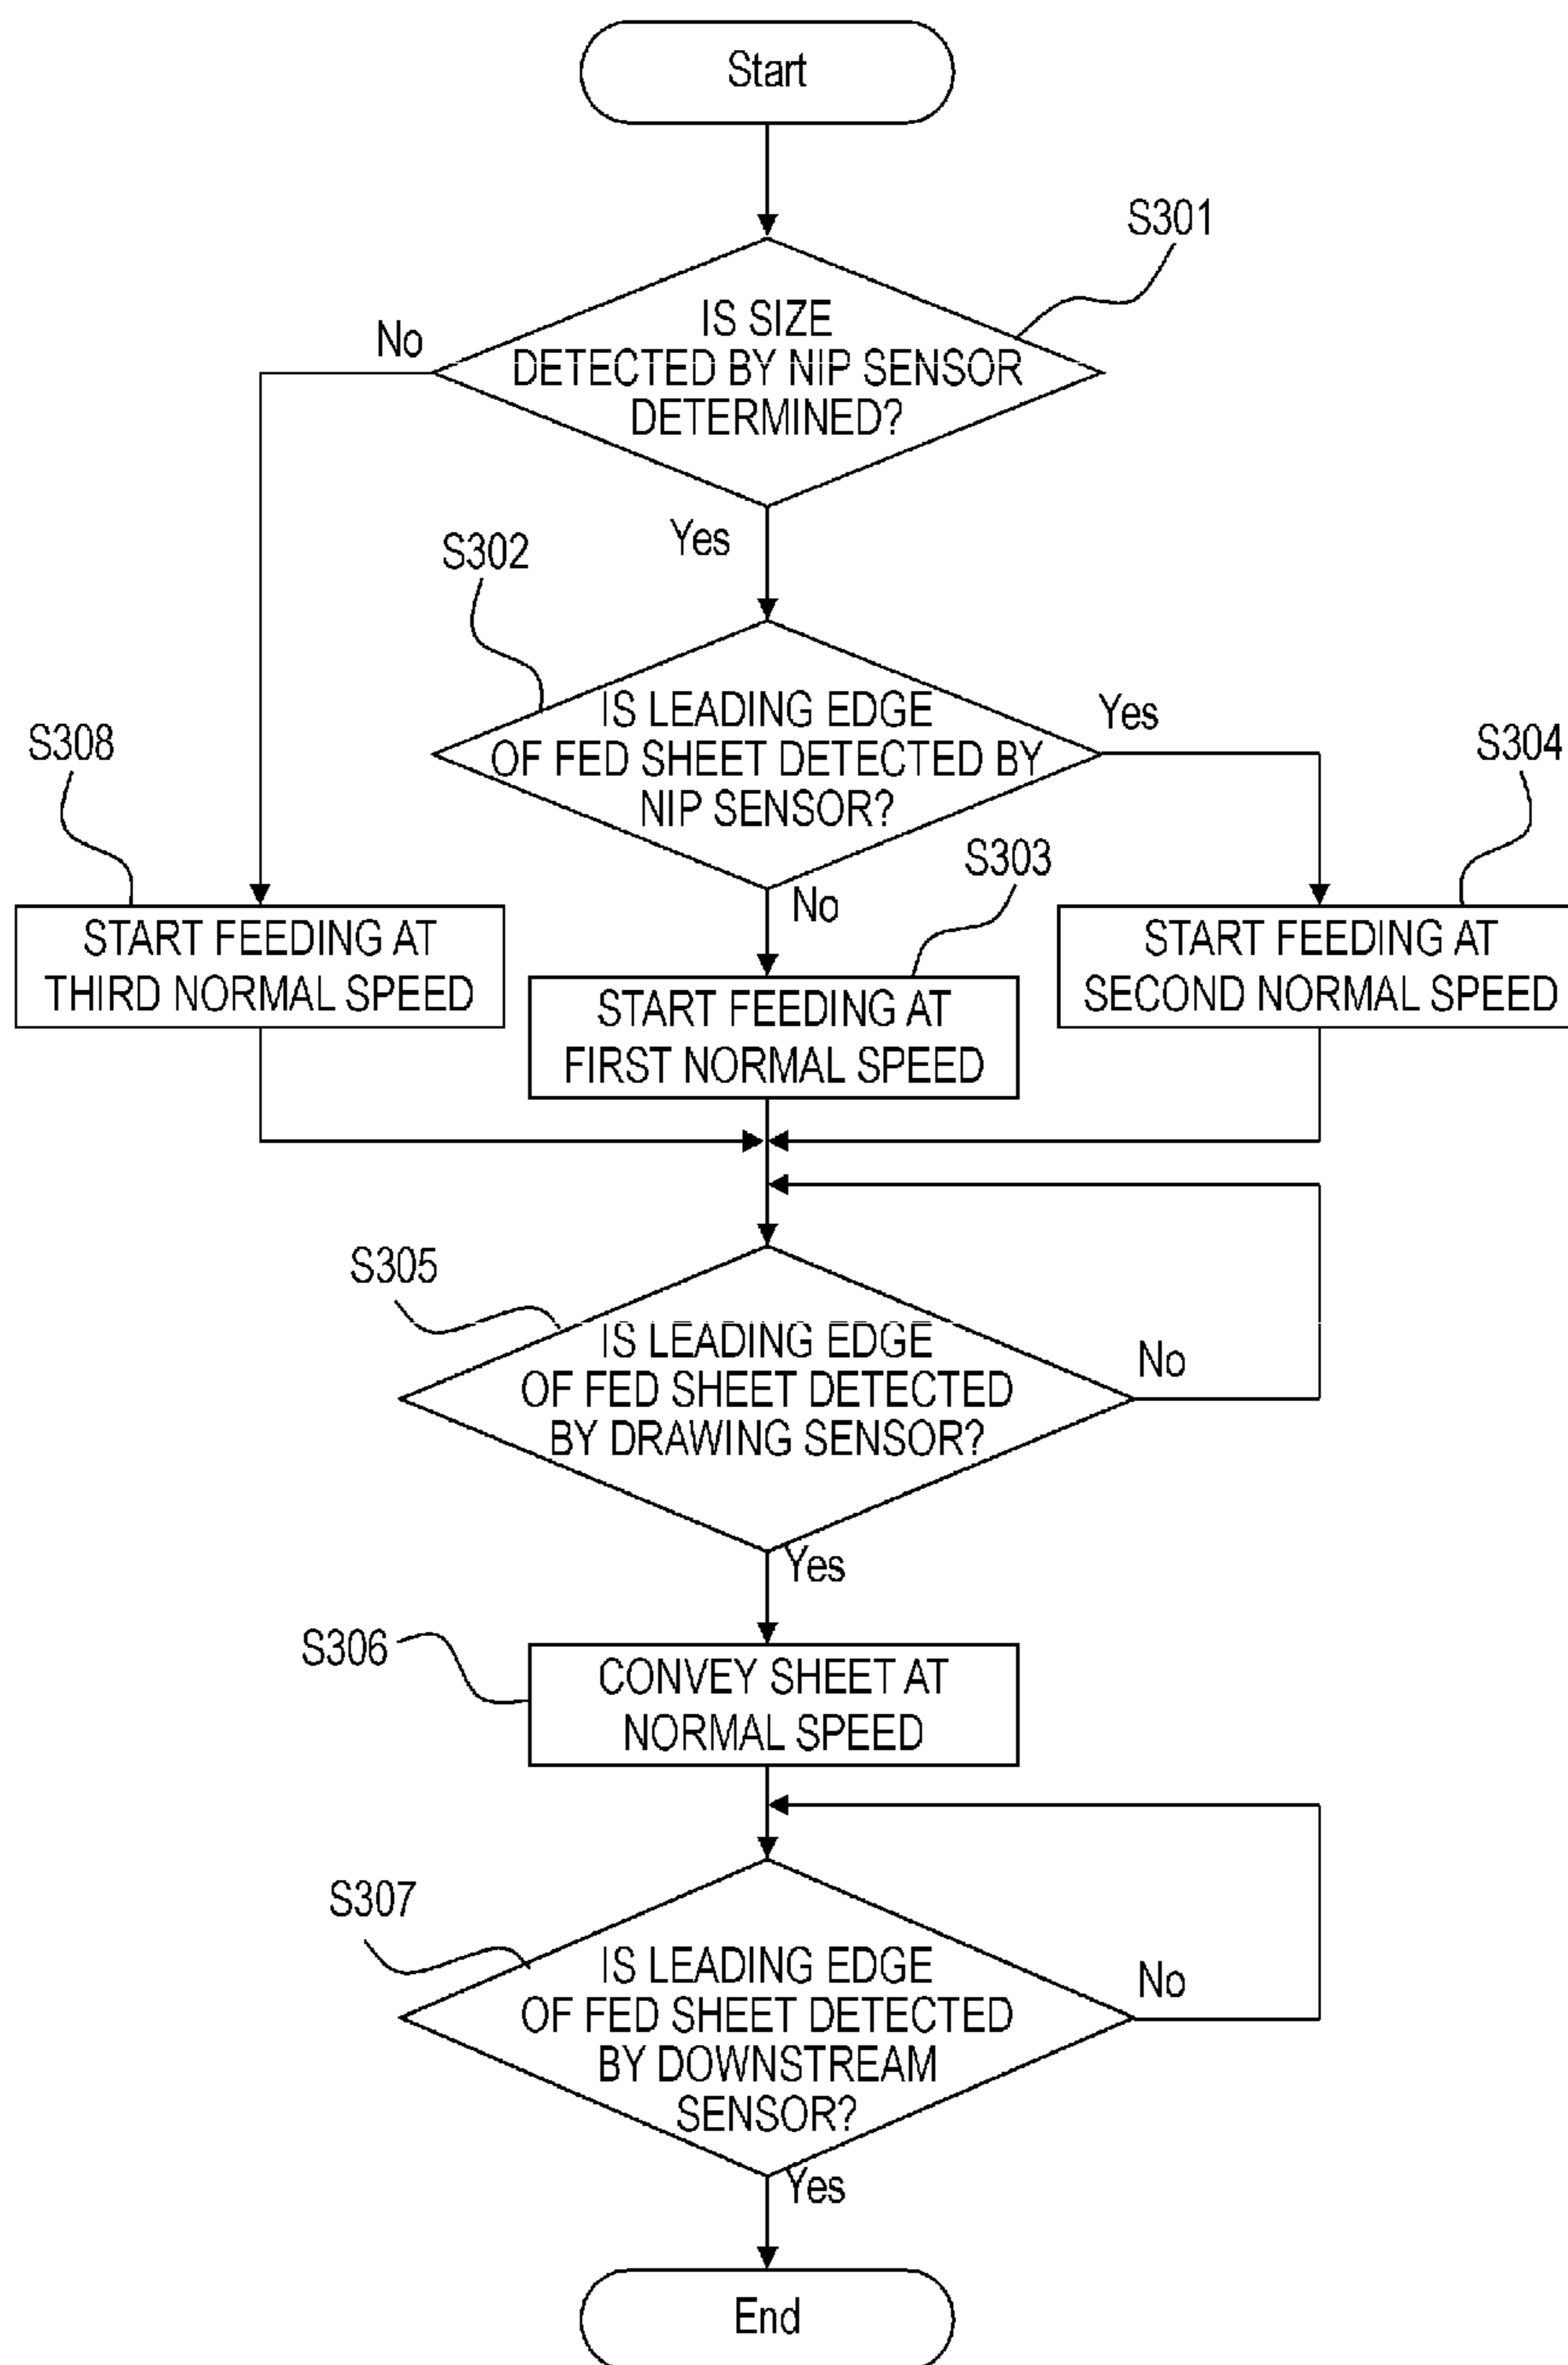 Start
S301
IS SIZE
DETECTED BY NIP SENSOR
DETERMINED?
No
Yes
S302
IS LEADING EDGE
OF FED SHEET DETECTED BY
NIP SENSOR?
Yes
No
S308
START FEEDING AT
THIRD NORMAL SPEED
S303
START FEEDING AT
FIRST NORMAL SPEED
S304
START FEEDING AT
SECOND NORMAL SPEED
S305
IS LEADING EDGE
OF FED SHEET DETECTED
BY DRAWING SENSOR?
No
Yes
S306
CONVEY SHEET AT
NORMAL SPEED
S307
IS LEADING EDGE
OF FED SHEET DETECTED
BY DOWNSTREAM
SENSOR?
No
Yes
End